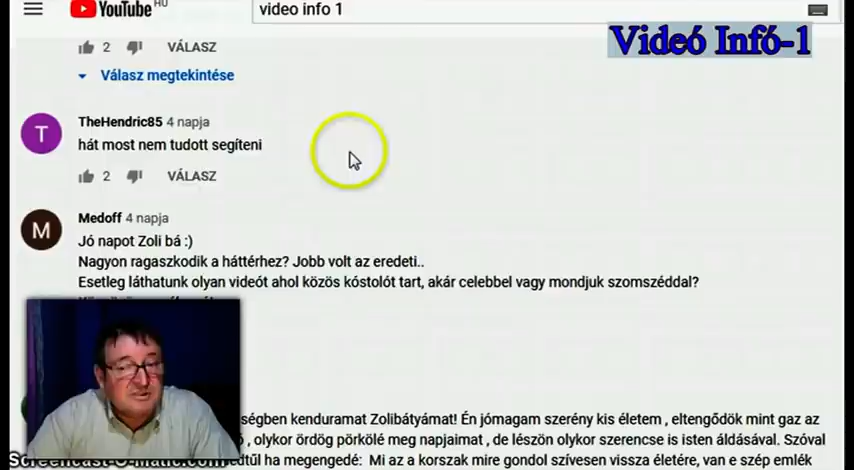 YouTube HU
video info 1
Videó Infó-1
2 VÁLASZ
Válasz megtekintése
T
TheHendric85 4 napja
hát most nem tudott segíteni
2 VÁLASZ
M
Medoff 4 napja
Jó napot Zoli bá :)
Nagyon ragaszkodik a háttérhez? Jobb volt az eredeti..
Esetleg láthatunk olyan videót ahol közös kóstolót tart, akár celebbel vagy mondjuk szomszéddal?
ségben kenduramat Zolibátyámat! Én jómagam szerény kis életem , eltengődök mint gaz az
, olykor ördög pörkölé meg napjaimat , de lészön olykor szerencse is isten áldásával. Szóval
Screencast-O-Matic.com ha megengedé: Mi az a korszak mire gondol szívesen vissza életére, van e szép emlék